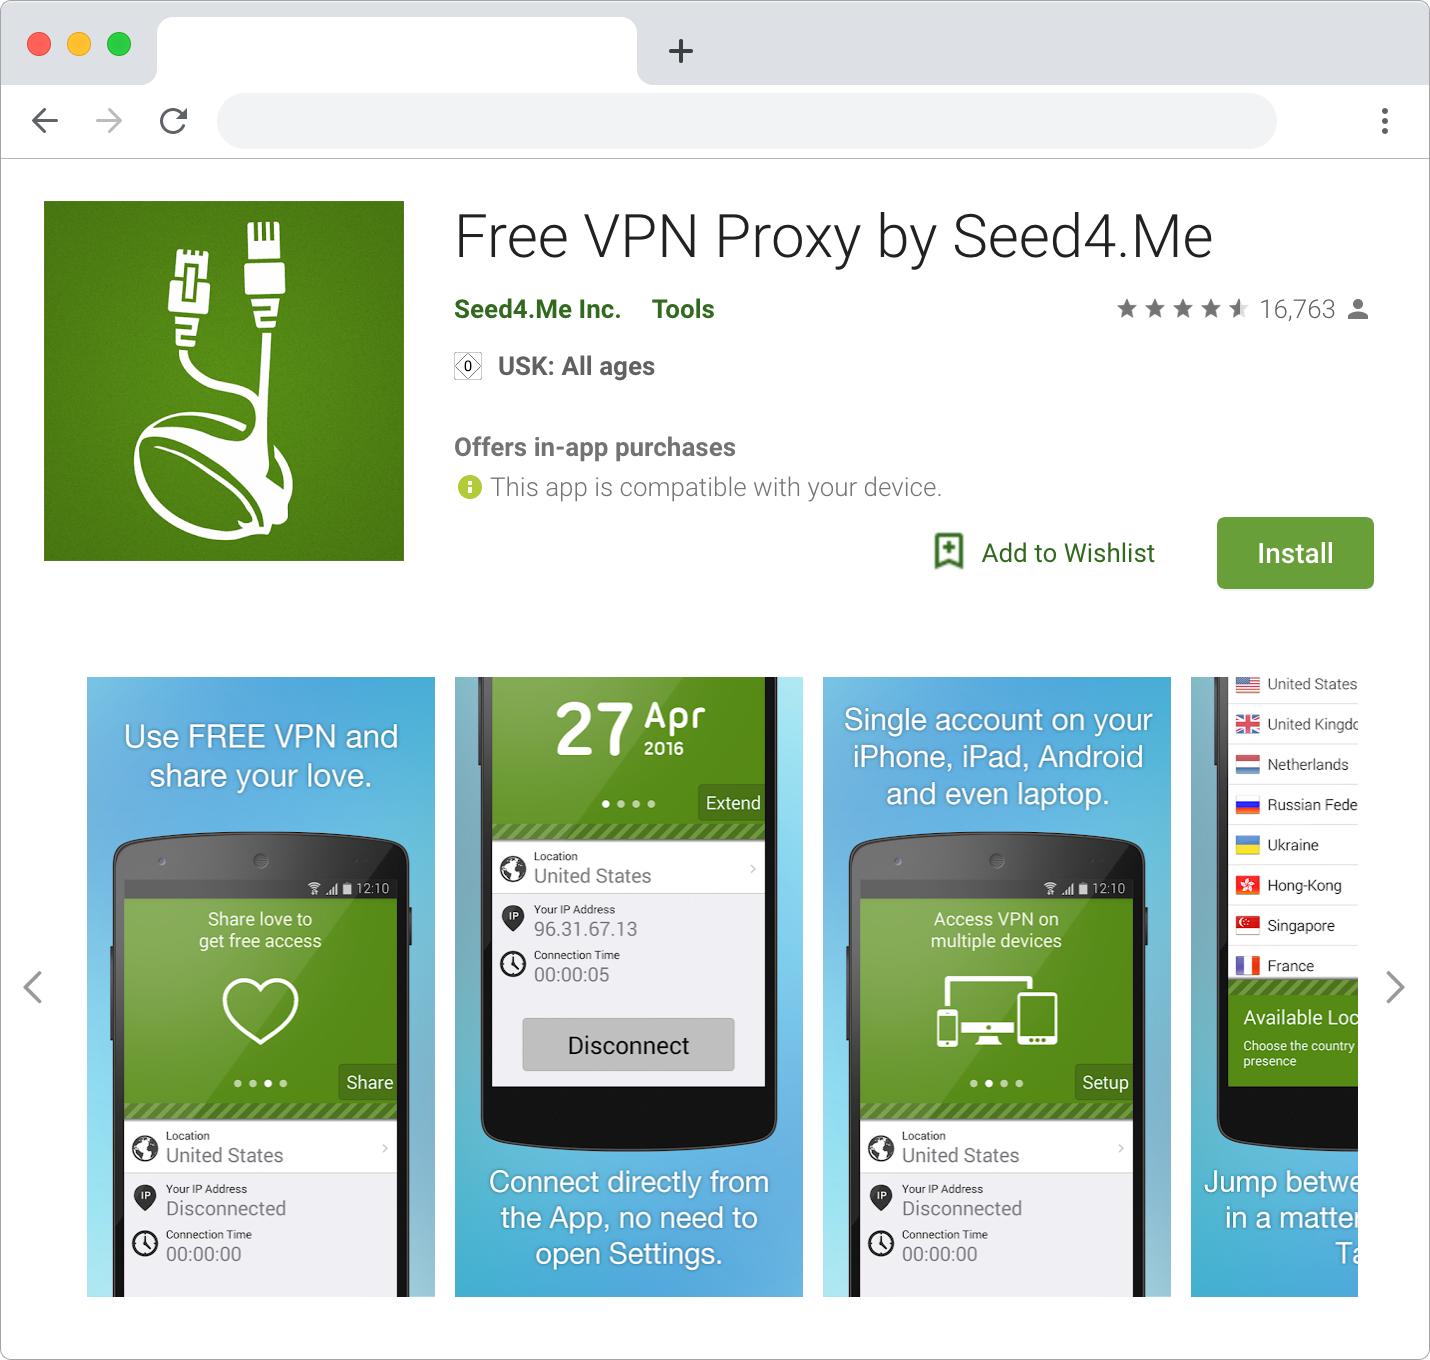 Free VPN Proxy by Seed4.Me
Seed4.Me Inc. Tools
16,763
0 USK: All ages
Offers in-app purchases
This app is compatible with your device.
Add to Wishlist
Install
Use FREE VPN and
share your love.
12:10
Share love to
get free access
Share
Location
United States
IP
Your IP Address
Disconnected
Connection Time
00:00:00
27 Apr
2016
Extend
Location
United States
IP
Your IP Address
96.31.67.13
Connection Time
00:00:05
Disconnect
Connect directly from
the App, no need to
open Settings.
Single account on your
iPhone, iPad, Android
and even laptop.
12:10
Access VPN on
multiple devices
Setup
Location
United States
IP
Your IP Address
Disconnected
Connection Time
00:00:00
United States
United Kingdo
Netherlands
Russian Fede
Ukraine
Hong-Kong
Singapore
France
Available Loc
Choose the country
presence
Jump betwe
in a matter
Ta